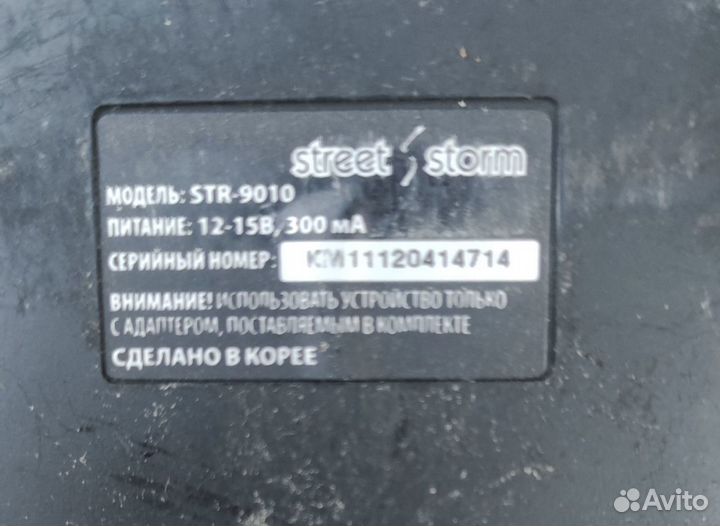 street storm
МОДЕЛЬ: STR-9010
ПИТАНИЕ: 12-15В, 300 мА
СЕРИЙНЫЙ НОМЕР: KM11120414714
ВНИМАНИЕ! ИСПОЛЬЗОВАТЬ УСТРОЙСТВО ТОЛЬКО
С АДАПТЕРОМ, ПОСТАВЛЯЕМЫМ В КОМПЛЕКТЕ
СДЕЛАНО В КОРЕЕ
Avito